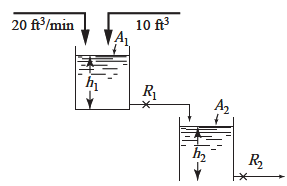 20 ft³/min 10 ft³
A₁
h₁
R₁
A₂
h₂
R₂